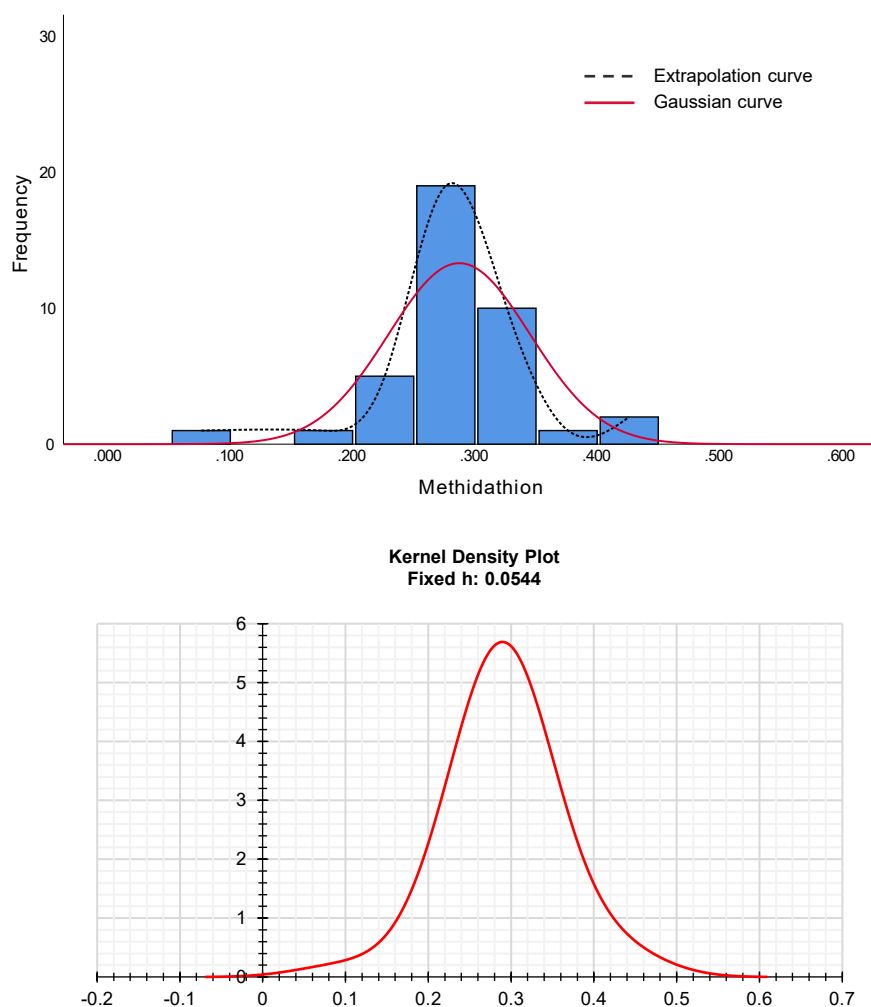 30
20
10
0
Frequency
Extrapolation curve
Gaussian curve
.000 .100 .200 .300 .400 .500 .600
Methidathion
Kernel Density Plot
Fixed h: 0.0544
6
5
4
3
2
1
0
-0.2 -0.1 0 0.1 0.2 0.3 0.4 0.5 0.6 0.7